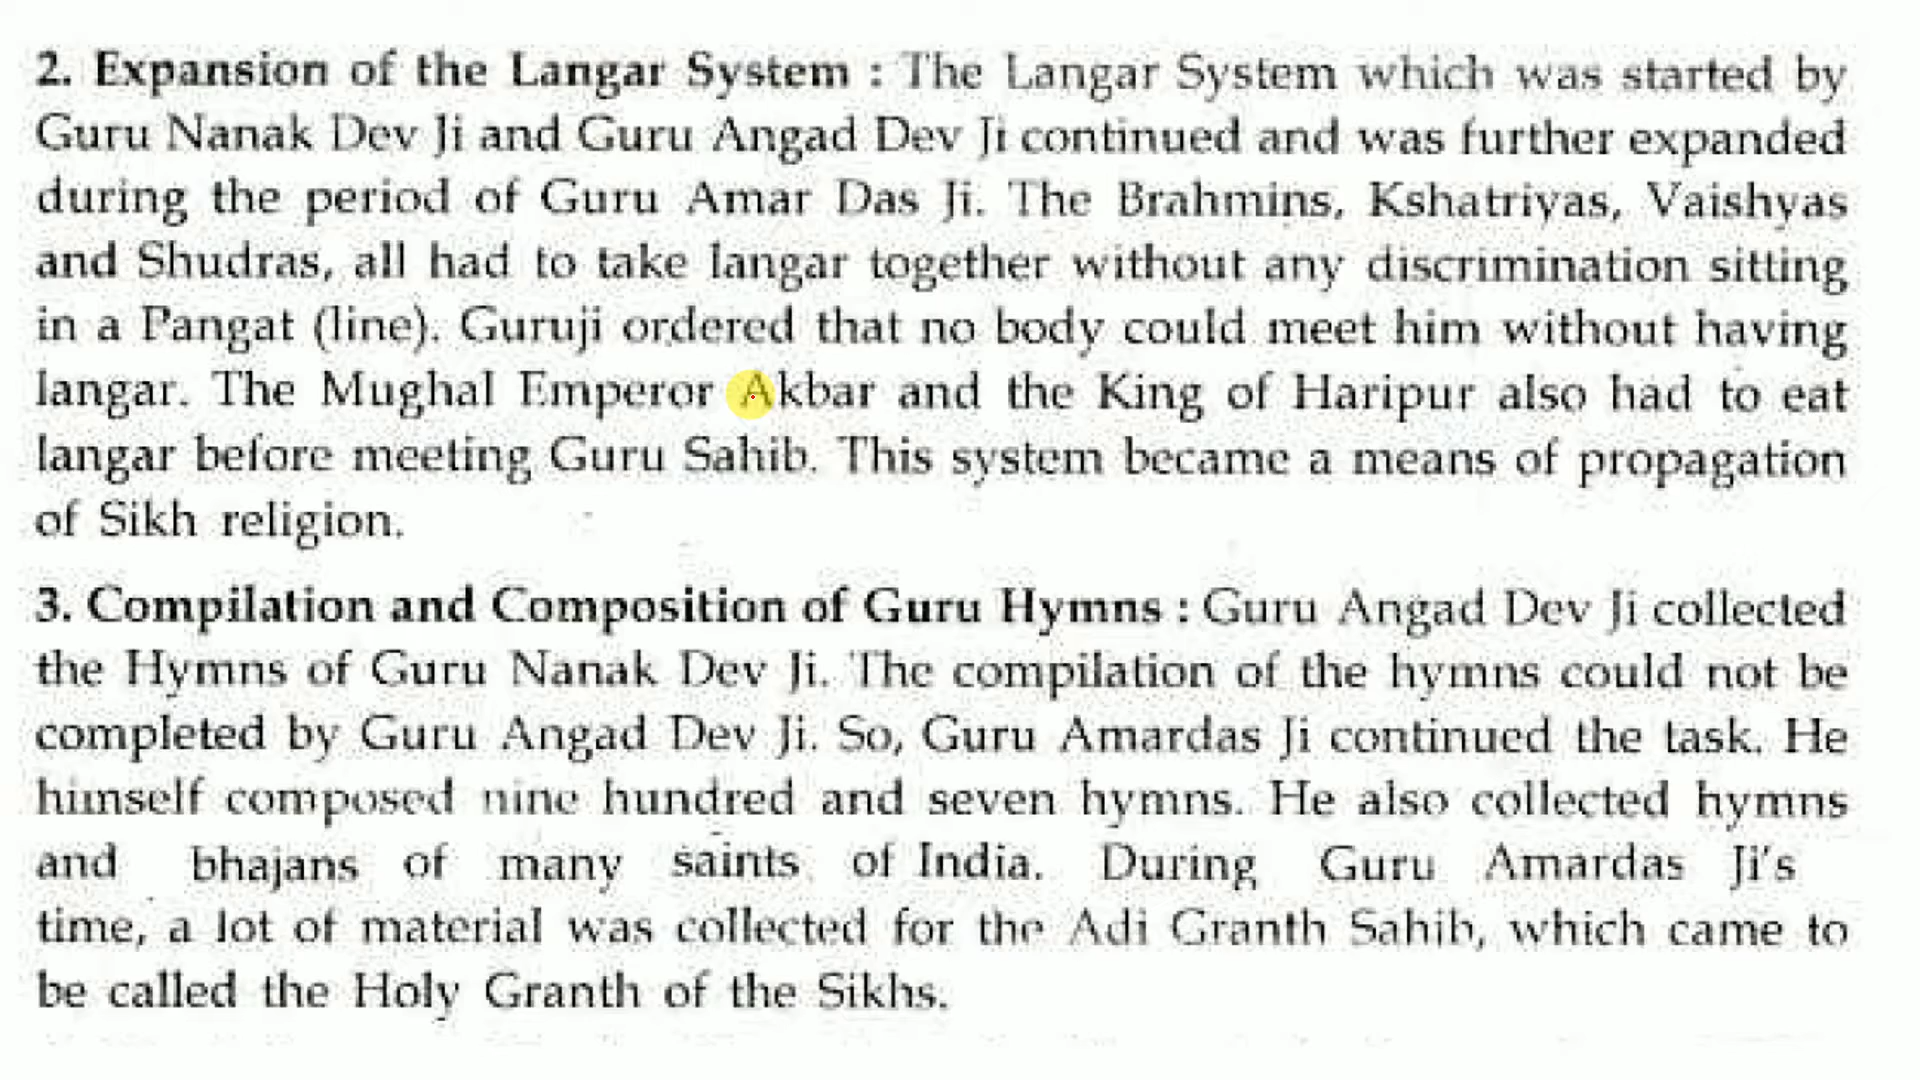 2. Expansion of the Langar System : The Langar System which was started by
Guru Nanak Dev Ji and Guru Angad Dev Ji continued and was further expanded
during the period of Guru Amar Das Ji. The Brahmins, Kshatriyas, Vaishyas
and Shudras, all had to take langar together without any discrimination sitting
in a Pangat (line). Guruji ordered that no body could meet him without having
langar. The Mughal Emperor Akbar and the King of Haripur also had to eat
langar before meeting Guru Sahib. This system became a means of propagation
of Sikh religion.
3. Compilation and Composition of Guru Hymns : Guru Angad Dev Ji collected
the Hymns of Guru Nanak Dev Ji. The compilation of the hymns could not be
completed by Guru Angad Dev Ji. So, Guru Amardas Ji continued the task. He
himself composed nine hundred and seven hymns. He also collected hymns
and bhajans of many saints of India. During Guru Amardas Ji's
time, a lot of material was collected for the Adi Granth Sahib, which came to
be called the Holy Granth of the Sikhs.